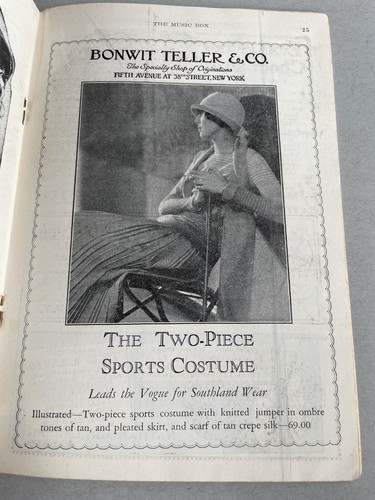 THE MUSIC BOX
25
BONWIT TELLER & CO.
The Specialty Shop of Originations
FIFTH AVENUE AT 38TH STREET, NEW YORK
THE TWO-PIECE
SPORTS COSTUME
Leads the Vogue for Southland Wear
Illustrated—Two-piece sports costume with knitted jumper in ombre
tones of tan, and pleated skirt, and scarf of tan crepe silk—69.00